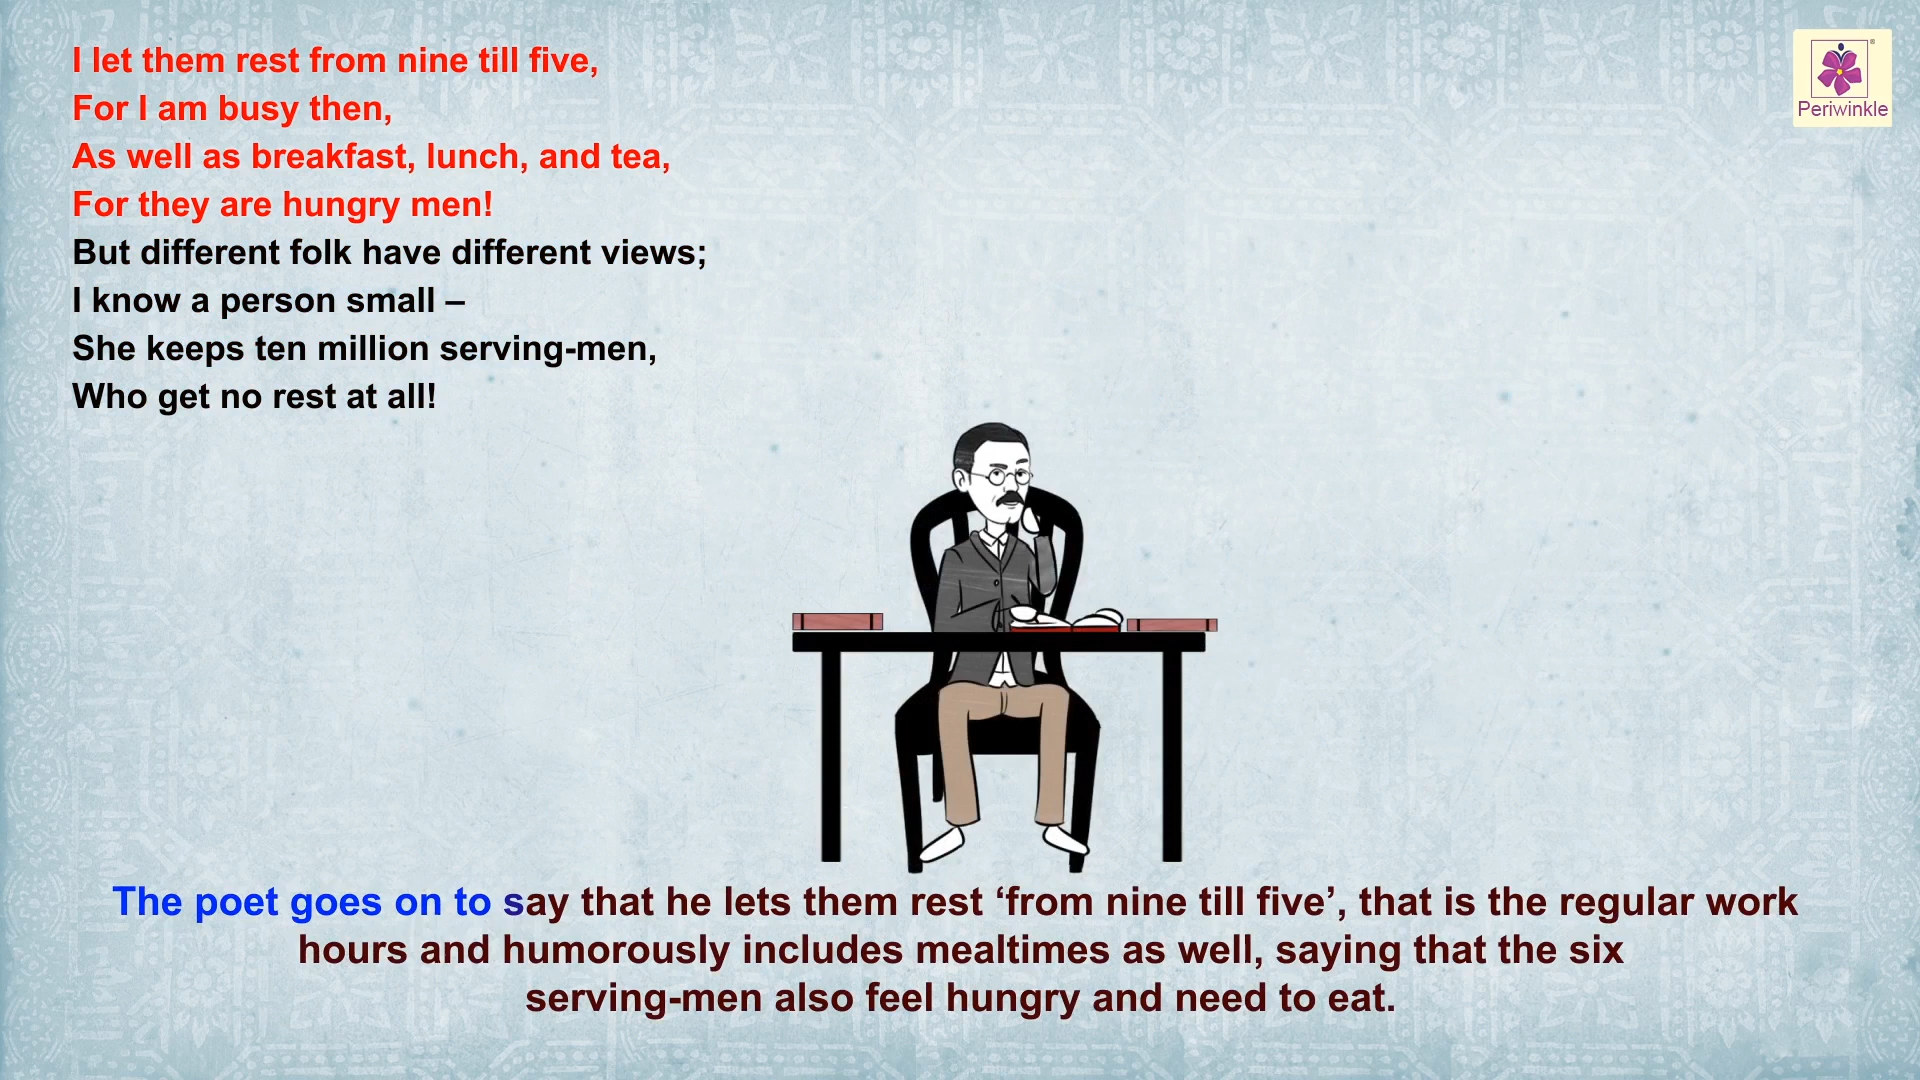 I let them rest from nine till five,
For I am busy then,
As well as breakfast, lunch, and tea,
For they are hungry men!
But different folk have different views;
I know a person small –
She keeps ten million serving-men,
Who get no rest at all!
Periwinkle
The poet goes on to say that he lets them rest ‘from nine till five’, that is the regular work
hours and humorously includes mealtimes as well, saying that the six
serving-men also feel hungry and need to eat.